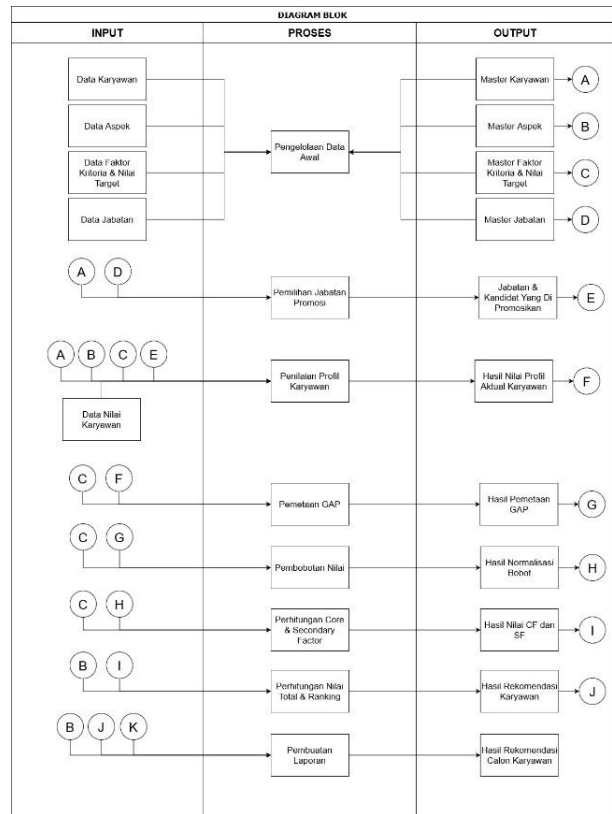 DIAGRAM BLOK
INPUT
PROSES
OUTPUT
Data Karyawan
Data Aspek
Data Faktor
Kriteria & Nilai
Target
Data Jabatan
Pengelolaan Data
Awal
Master Karyawan
A
Master Aspek
B
Master Faktor
Kriteria & Nilai
Target
C
Master Jabatan
D
A
D
Pemilihan Jabatan
Promosi
Jabatan &
Kandidat Yang Di
Promosikan
E
A
B
C
E
Data Nilai
Karyawan
Penilaian Profil
Karyawan
Hasil Nilai Profil
Aktual Karyawan
F
C
F
Pemetaan GAP
Hasil Pemetaan
GAP
G
C
G
Pembobotan Nilai
Hasil Normalisasi
Bobot
H
C
H
Perhitungan Core
& Secondary
Factor
Hasil Nilai CF dan
SF
I
B
I
Perhitungan Nilai
Total & Ranking
Hasil Rekomendasi
Karyawan
J
B
J
K
Pembuatan
Laporan
Hasil Rekomendasi
Calon Karyawan